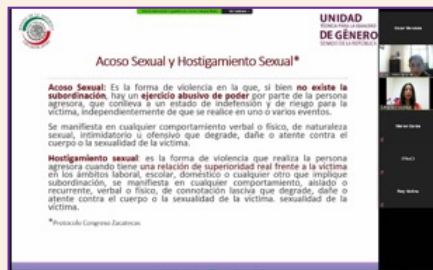 UNIDAD
DE GÉNERO
SENADO DE LA REPÚBLICA
Acoso Sexual y Hostigamiento Sexual*
Acoso Sexual: Es la forma de violencia en la que, si bien no existe la
subordinación, hay un ejercicio abusivo de poder por parte de la persona
agresora, que conlleva a un estado de indefensión y de riesgo para la
víctima, independientemente de que se realice en uno o varios eventos.
Se manifiesta en cualquier comportamiento verbal o físico, de naturaleza
sexual, intimidatorio u ofensivo que degrade, dañe o atente contra el
cuerpo o la sexualidad de la víctima.
Hostigamiento sexual: es la forma de violencia que realiza la persona
agresora cuando tiene una relación de superioridad real frente a la víctima
en los ámbitos laboral, escolar, doméstico o cualquier otro que implique
subordinación, se manifiesta en cualquier comportamiento, aislado o
recurrente, verbal o físico, de connotación lasciva que degrade, dañe o
atente contra el cuerpo o la sexualidad de la víctima. sexualidad de la
víctima.
*Protocolo Congreso Zacatecas